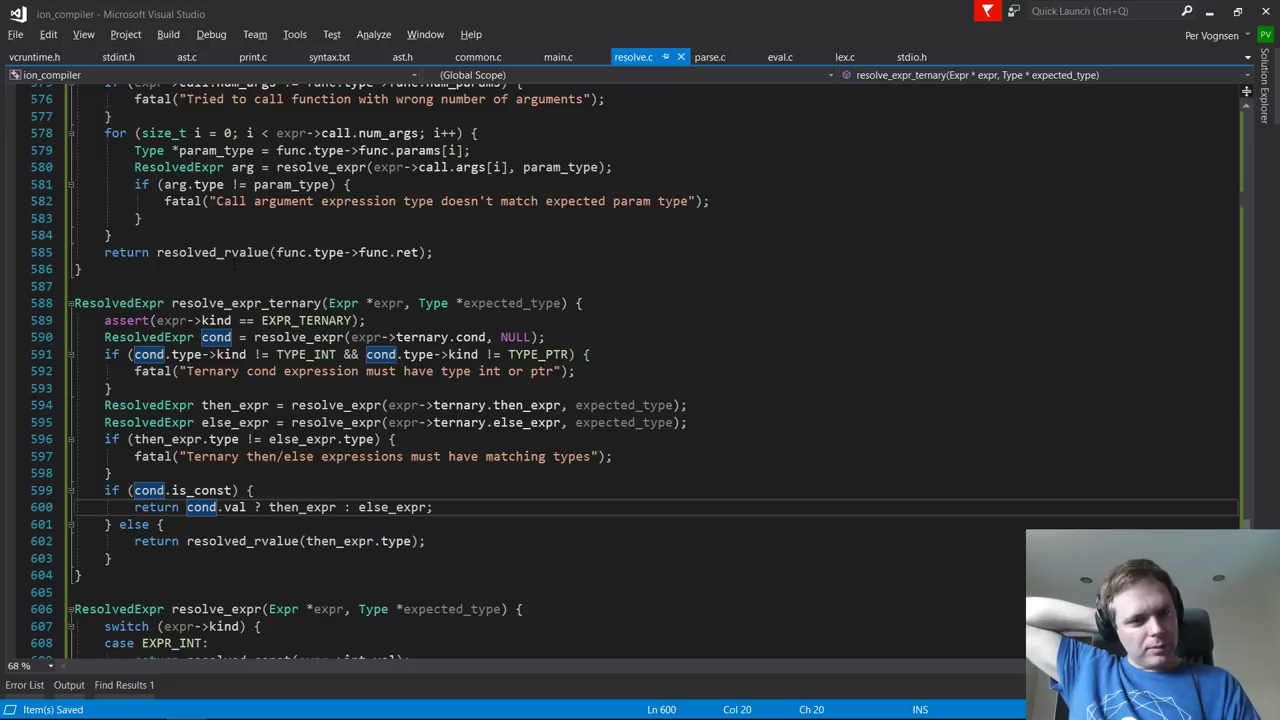 ion_compiler - Microsoft Visual Studio
Quick Launch (Ctrl+Q)
File Edit View Project Build Debug Team Tools Test Analyze Window Help
Per Vognsen PV
vcruntime.h stdint.h ast.c print.c syntax.txt ast.h common.c main.c resolve.c parse.c eval.c lex.c stdio.h
ion_compiler (Global Scope) resolve_expr_ternary(Expr * expr, Type * expected_type)
Solution Explorer
576 fatal("Tried to call function with wrong number of arguments");
577 }
578 for (size_t i = 0; i < expr->call.num_args; i++) {
579 Type *param_type = func.type->func.params[i];
580 ResolvedExpr arg = resolve_expr(expr->call.args[i], param_type);
581 if (arg.type != param_type) {
582 fatal("Call argument expression type doesn't match expected param type");
583 }
584 }
585 return resolved_rvalue(func.type->func.ret);
586 }
587
588 ResolvedExpr resolve_expr_ternary(Expr *expr, Type *expected_type) {
589 assert(expr->kind == EXPR_TERNARY);
590 ResolvedExpr cond = resolve_expr(expr->ternary.cond, NULL);
591 if (cond.type->kind != TYPE_INT && cond.type->kind != TYPE_PTR) {
592 fatal("Ternary cond expression must have type int or ptr");
593 }
594 ResolvedExpr then_expr = resolve_expr(expr->ternary.then_expr, expected_type);
595 ResolvedExpr else_expr = resolve_expr(expr->ternary.else_expr, expected_type);
596 if (then_expr.type != else_expr.type) {
597 fatal("Ternary then/else expressions must have matching types");
598 }
599 if (cond.is_const) {
600 return cond.val ? then_expr : else_expr;
601 } else {
602 return resolved_rvalue(then_expr.type);
603 }
604 }
605
606 ResolvedExpr resolve_expr(Expr *expr, Type *expected_type) {
607 switch (expr->kind) {
608 case EXPR_INT:
68 %
Error List Output Find Results 1
Item(s) Saved Ln 600 Col 20 Ch 20 INS